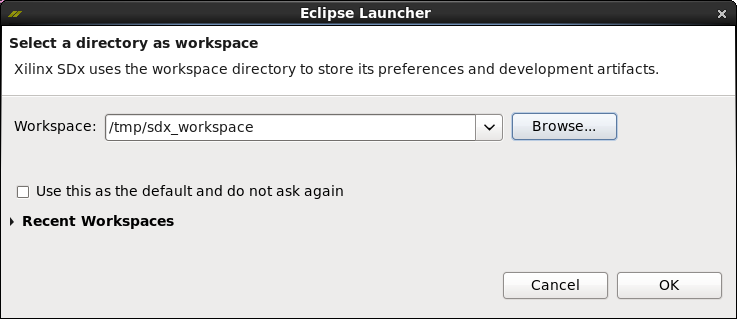 Eclipse Launcher
Select a directory as workspace
Xilinx SDx uses the workspace directory to store its preferences and development artifacts.
Workspace: /tmp/sdx_workspace Browse...
Use this as the default and do not ask again
Recent Workspaces
Cancel OK